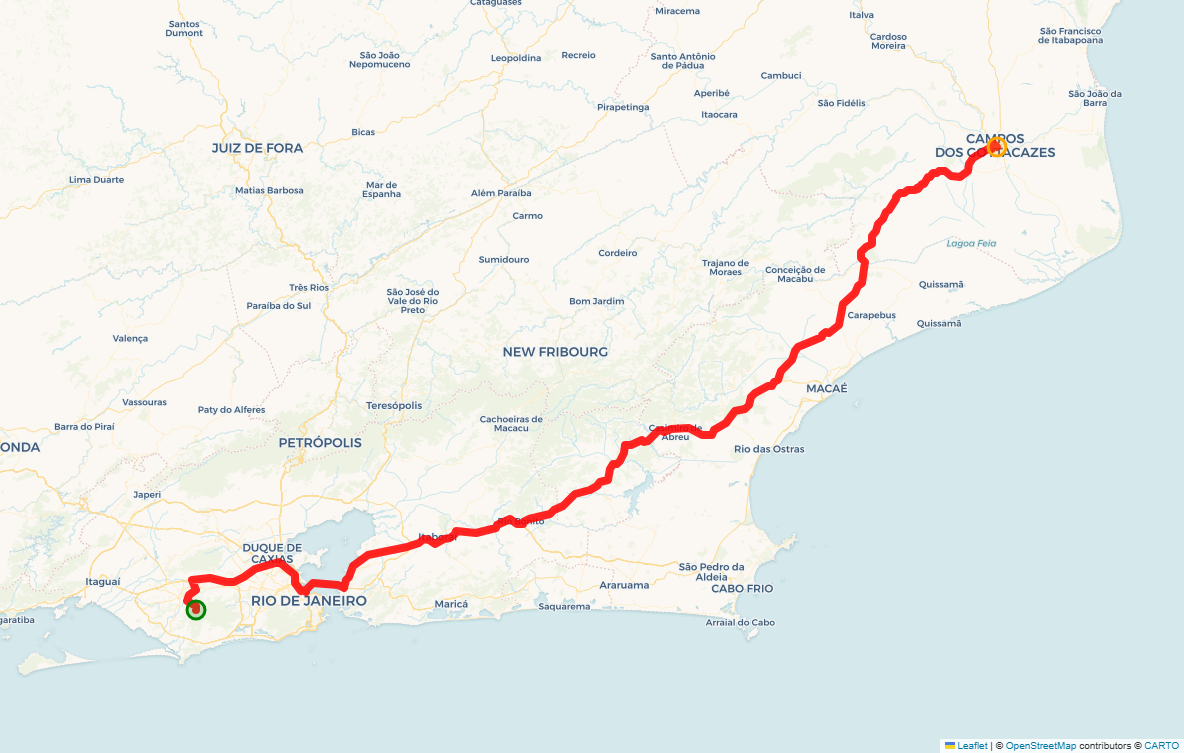 Cataguases
Miracema
Italva
Santos
Dumont
Cardoso
Moreira
São Francisco
de Itabapoana
São João
Nepomuceno
Leopoldina
Recreio
Santo Antônio
de Pádua
Cambuci
Aperibé
São João da
Barra
Pirapetinga
São Fidélis
Itaocara
Bicas
CAMPOS
DOS GOYTACAZES
JUIZ DE FORA
Lima Duarte
Matias Barbosa
Mar de
Espanha
Além Paraíba
Carmo
Lagoa Feia
Sumidouro
Cordeiro
Trajano de
Moraes
Conceição de
Macabu
Três Rios
Quissamã
São José do
Vale do Rio
Preto
Paraíba do Sul
Bom Jardim
Carapebus
Quissamã
Valença
NEW FRIBOURG
MACAÉ
Vassouras
Paty do Alferes
Teresópolis
Cachoeiras de
Macacu
Barra do Piraí
Casimiro de
Abreu
ONDA
PETRÓPOLIS
Rio das Ostras
Japeri
Rio Bonito
Itaboraí
DUQUE DE
CAXIAS
Itaguaí
São Pedro da
Aldeia
Araruama
CABO FRIO
RIO DE JANEIRO
Maricá
Saquarema
garatiba
Arraial do Cabo
Leaflet | © OpenStreetMap contributors © CARTO